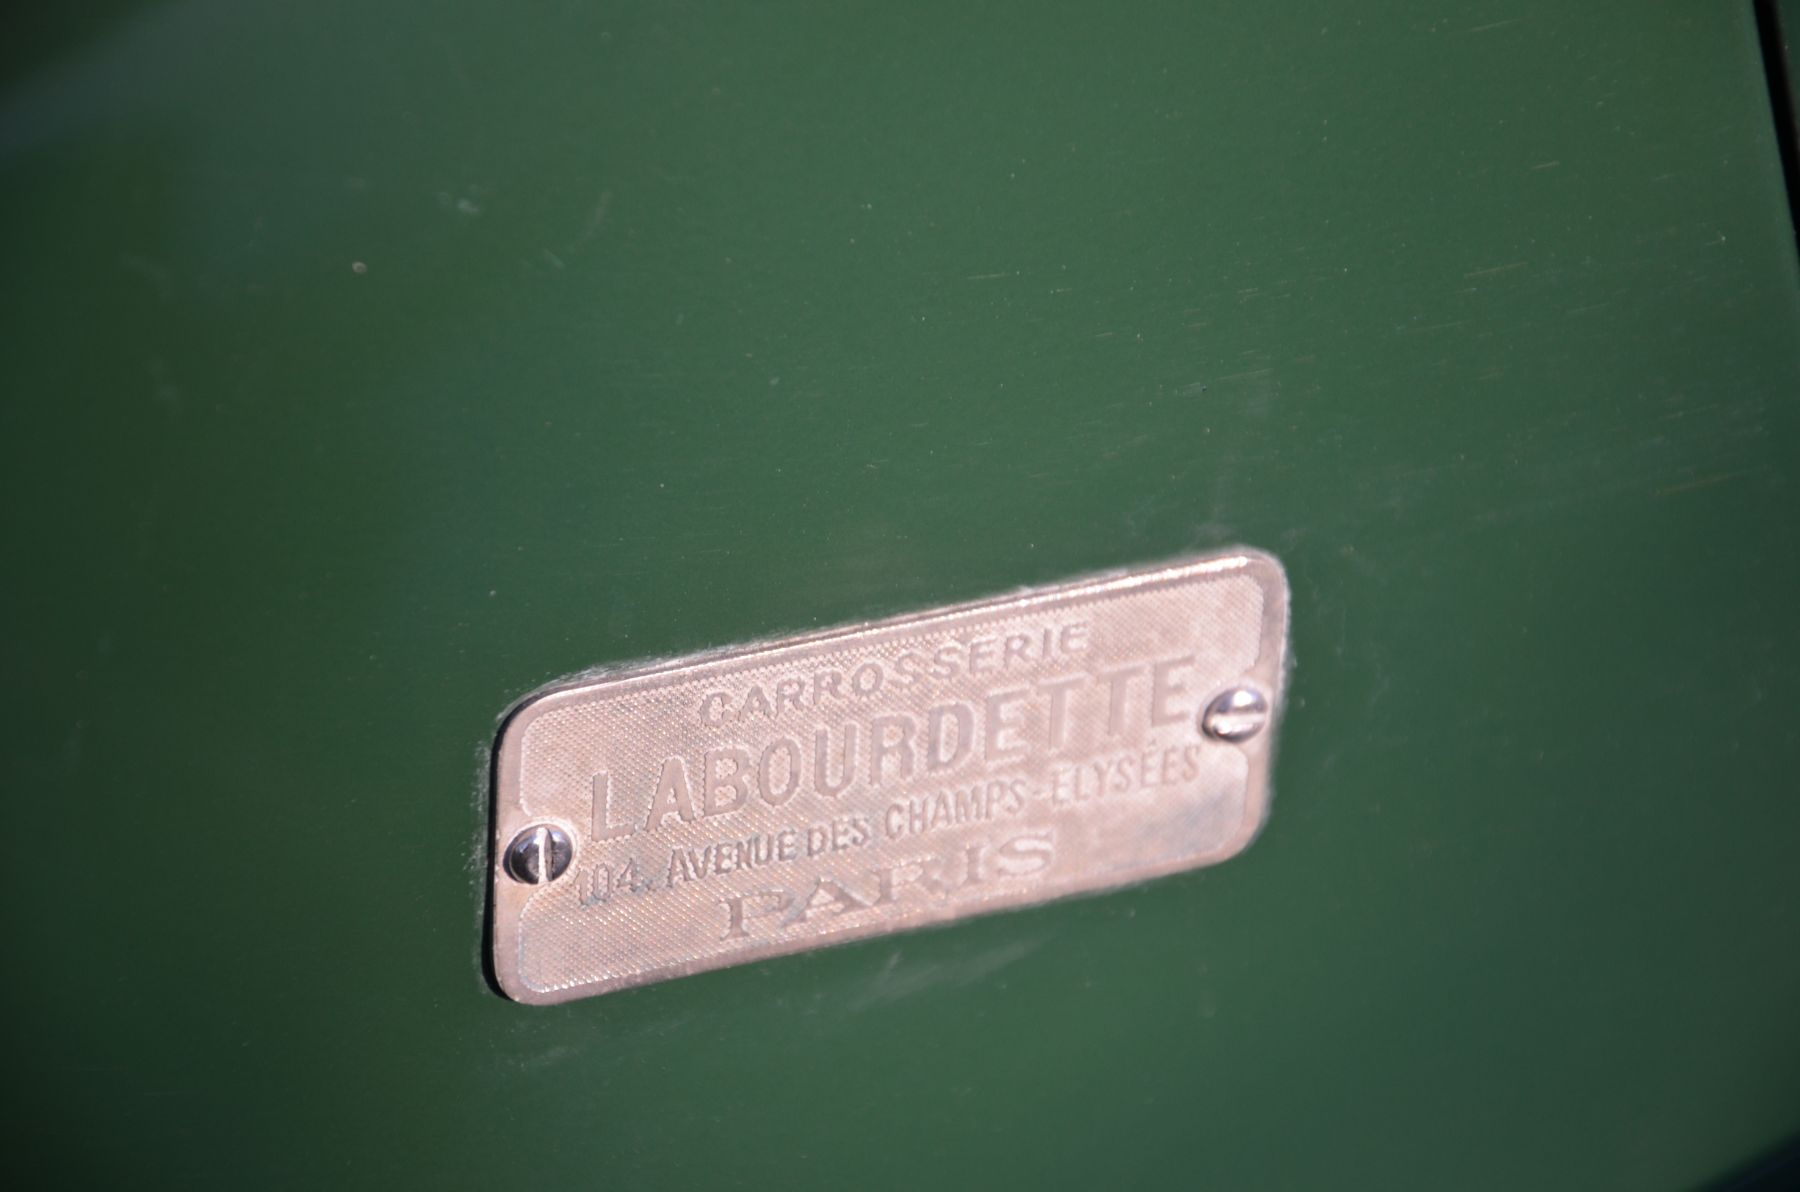 CARROSSERIE
LABOURDETTE
104. AVENUE DES CHAMPS-ELYSÉES
PARIS